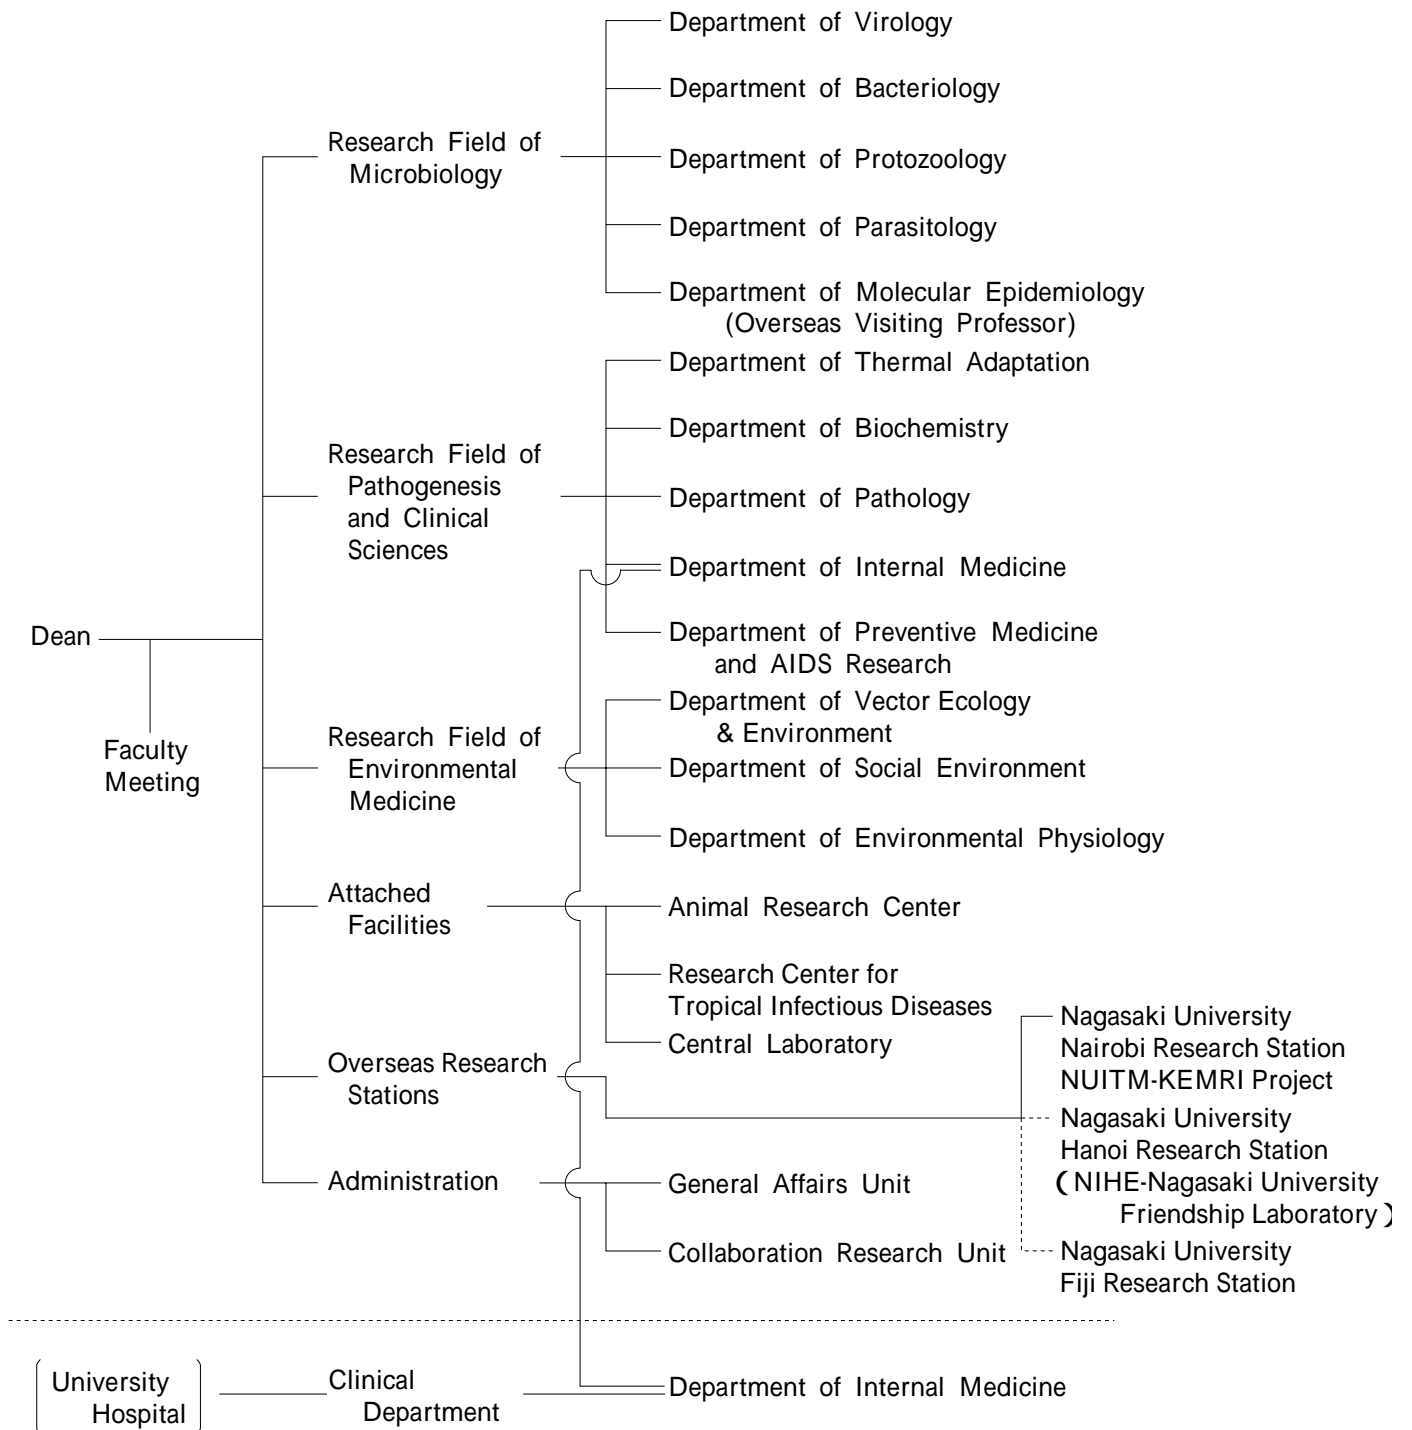 Department of Virology
Department of Bacteriology
Research Field of
Microbiology
Department of Protozoology
Department of Parasitology
Department of Molecular Epidemiology
(Overseas Visiting Professor)
Department of Thermal Adaptation
Department of Biochemistry
Research Field of
Pathogenesis
and Clinical
Sciences
Department of Pathology
Department of Internal Medicine
Dean
Department of Preventive Medicine
and AIDS Research
Faculty
Meeting
Department of Vector Ecology
& Environment
Research Field of
Environmental
Medicine
Department of Social Environment
Department of Environmental Physiology
Attached
Facilities
Animal Research Center
Research Center for
Tropical Infectious Diseases
Central Laboratory
Overseas Research
Stations
Nagasaki University
Nairobi Research Station
NUITM-KEMRI Project
Nagasaki University
Hanoi Research Station
(NIHE-Nagasaki University
Friendship Laboratory)
Administration
General Affairs Unit
Collaboration Research Unit
Nagasaki University
Fiji Research Station
University
Hospital
Clinical
Department
Department of Internal Medicine